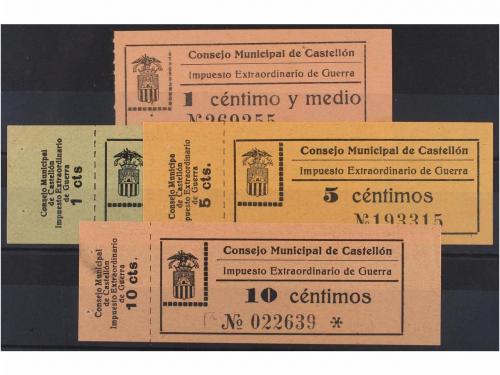 Consejo Municipal de Castellón
Impuesto Extraordinario de Guerra
1 céntimo y medio
Nº 269255
Consejo Municipal
de Castellón
Impuesto Extraordinario
de Guerra
1 cts
Consejo Municipal
de Castellón
Impuesto Extraordinario
de Guerra
5 cts.
Consejo Municipal de Castellón
Impuesto Extraordinario de Guerra
5 céntimos
Nº 193315
Consejo Municipal
de Castellón
Impuesto Extraordinario
de Guerra
10 cts.
Consejo Municipal de Castellón
Impuesto Extraordinario de Guerra
10 céntimos
Nº 022639 *